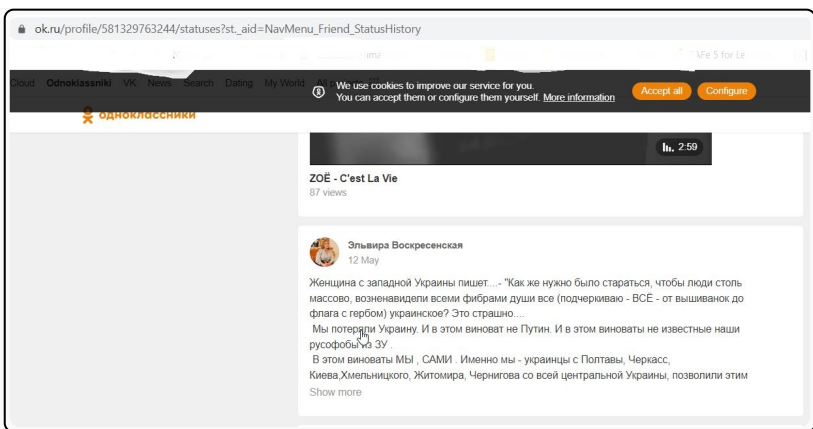 ok.ru/profile/581329763244/statuses?st._aid=NavMenu_Friend_StatusHistory
Odnoklassniki VK News Search Dating My World
We use cookies to improve our service for you.
You can accept them or configure them yourself. More information
Accept all Configure
одноклассники
2:59
ZOË - C'est La Vie
87 views
Эльвира Воскресенская
12 May
Женщина с западной Украины пишет....- "Как же нужно было стараться, чтобы люди столь
массово, возненавидели всеми фибрами души все (подчеркиваю - ВСЁ - от вышиванок до
флага с гербом) украинское? Это страшно....
Мы потеряли Украину. И в этом виноват не Путин. И в этом виноваты не известные наши
русофобы из ЗУ .
В этом виноваты МЫ , САМИ . Именно мы - украинцы с Полтавы, Черкасс,
Киева,Хмельницкого, Житомира, Чернигова со всей центральной Украины, позволили этим
Show more